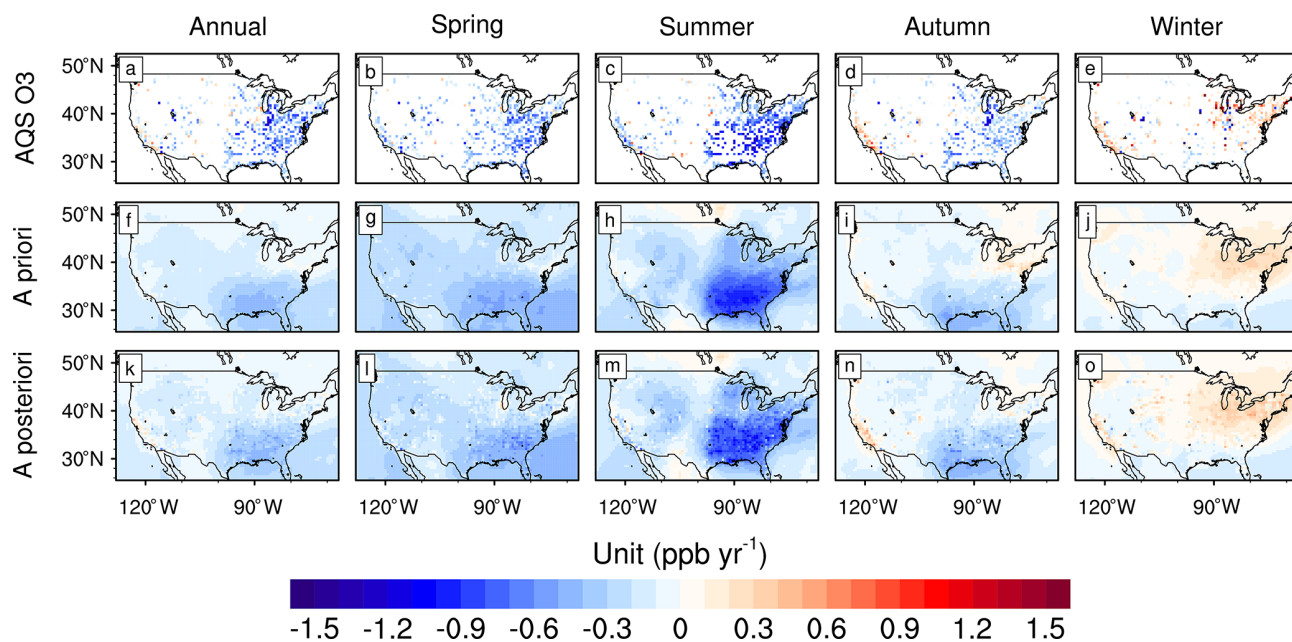 Annual Spring Summer Autumn Winter
AQS O3
50°N
40°N
30°N
a b c d e
A priori
50°N
40°N
30°N
f g h i j
A posteriori
50°N
40°N
30°N
k l m n o
120°W 90°W 120°W 90°W 120°W 90°W 120°W 90°W 120°W 90°W
Unit (ppb yr⁻¹)
-1.5 -1.2 -0.9 -0.6 -0.3 0 0.3 0.6 0.9 1.2 1.5